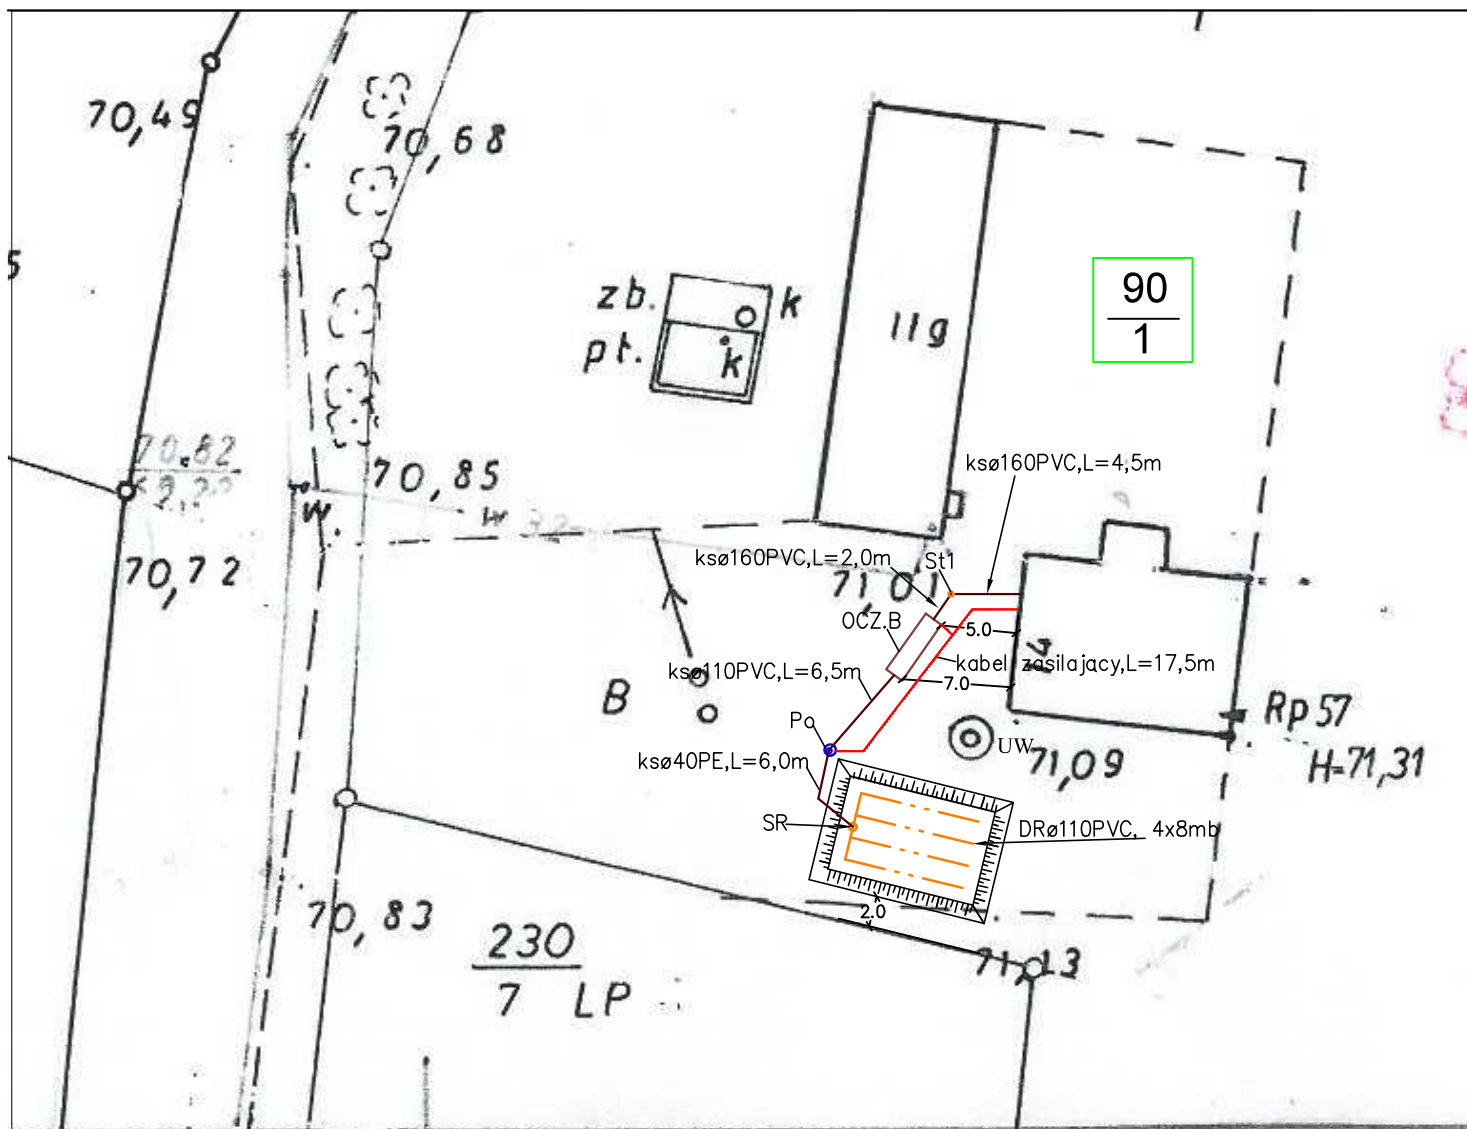 70,49
70,68
5
zb.
k
pt.
k
11g
90
1
70.82
70,85
ksø160PVC,L=4,5m
w
w
70,72
ksø160PVC,L=2,0m
St1
71,01
OCZ.B
5.0
14
kabel zasilajacy,L=17,5m
ksø110PVC,L=6,5m
7.0
B
Po
Rp 57
UW
71,09
H=71,31
ksø40PE,L=6,0m
SR
DRø110PVC, 4x8mb
2.0
70,83
230
7 LP
71,13